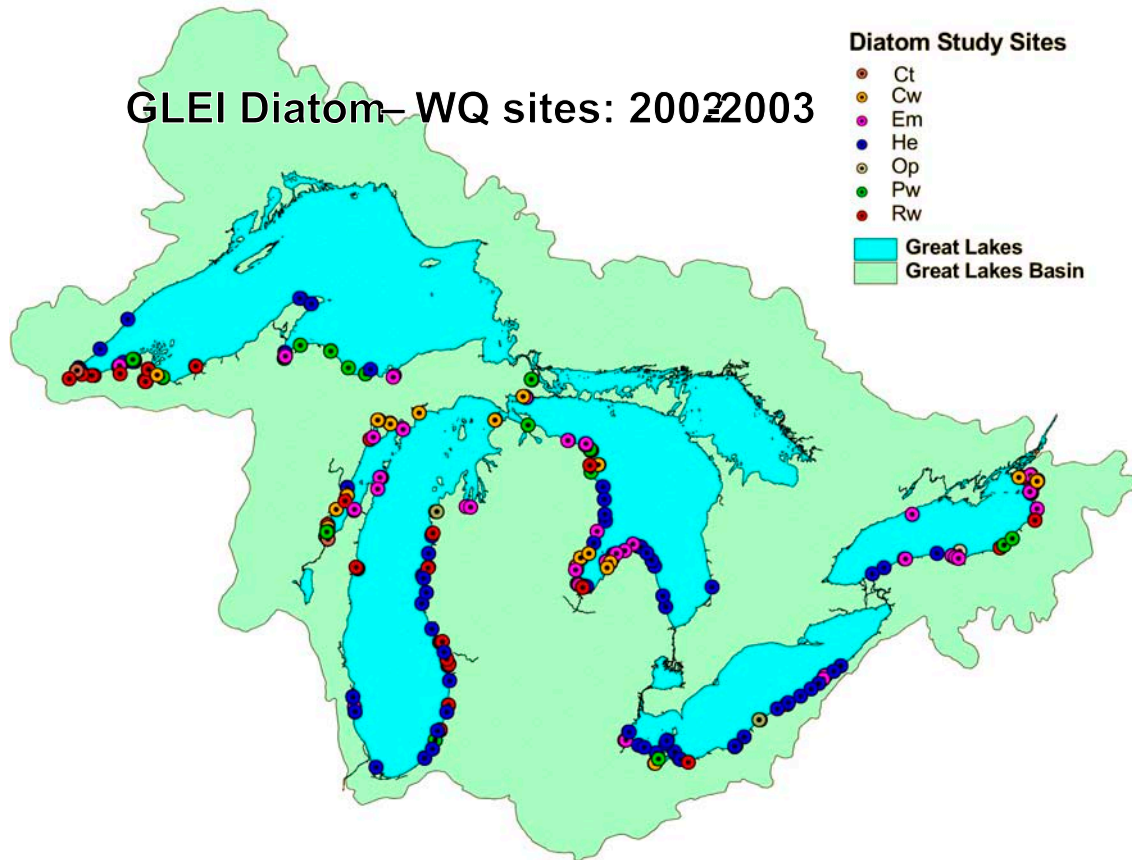 Diatom Study Sites
Ct
GLEI Diatom– WQ sites: 2002-2003
Cw
Em
He
Op
Pw
Rw
Great Lakes
Great Lakes Basin